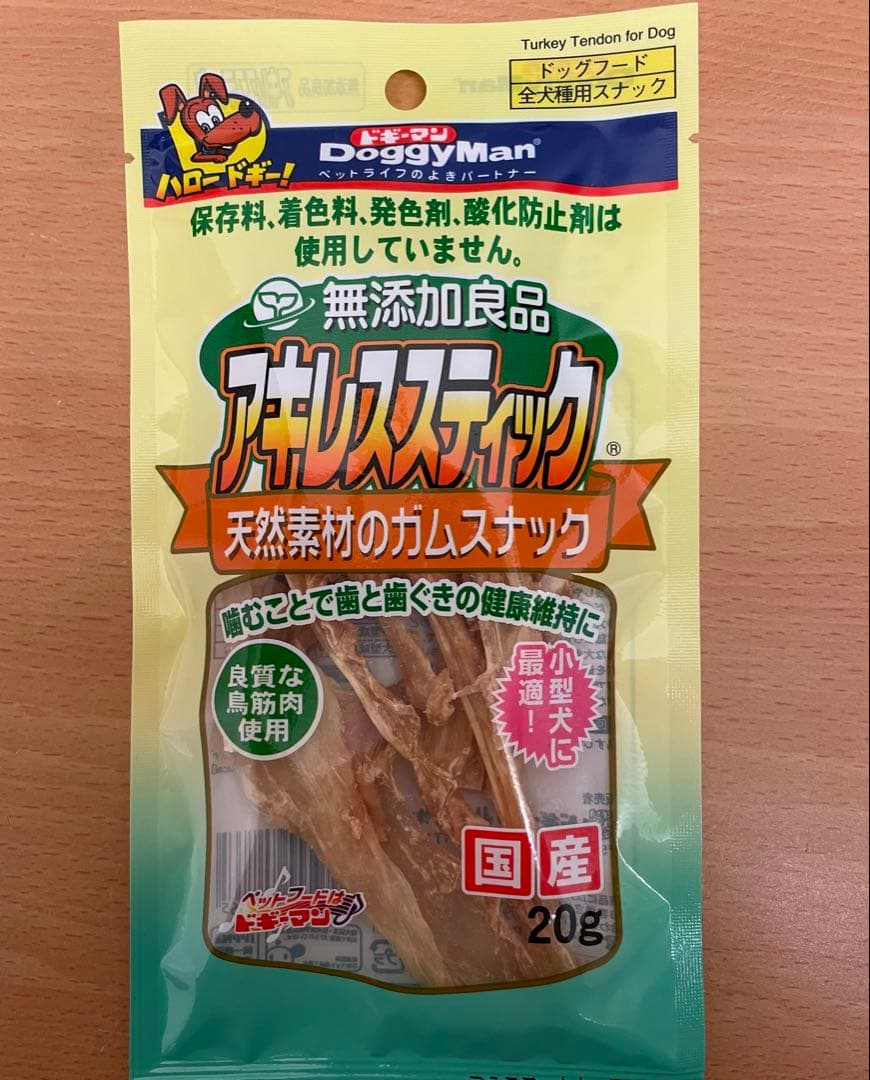 Turkey Tendon for Dog
ドッグフード
全犬種用スナック
ハロードギー!
ドギーマン
DoggyMan®
ペットライフのよきパートナー
保存料、着色料、発色剤、酸化防止剤は
使用していません。
無添加良品
アキレススティック®
天然素材のガムスナック
噛むことで歯と歯ぐきの健康維持に
良質な
鳥筋肉
使用
小型犬に
最適!
国産
20g
ペットフードは
ドギーマン